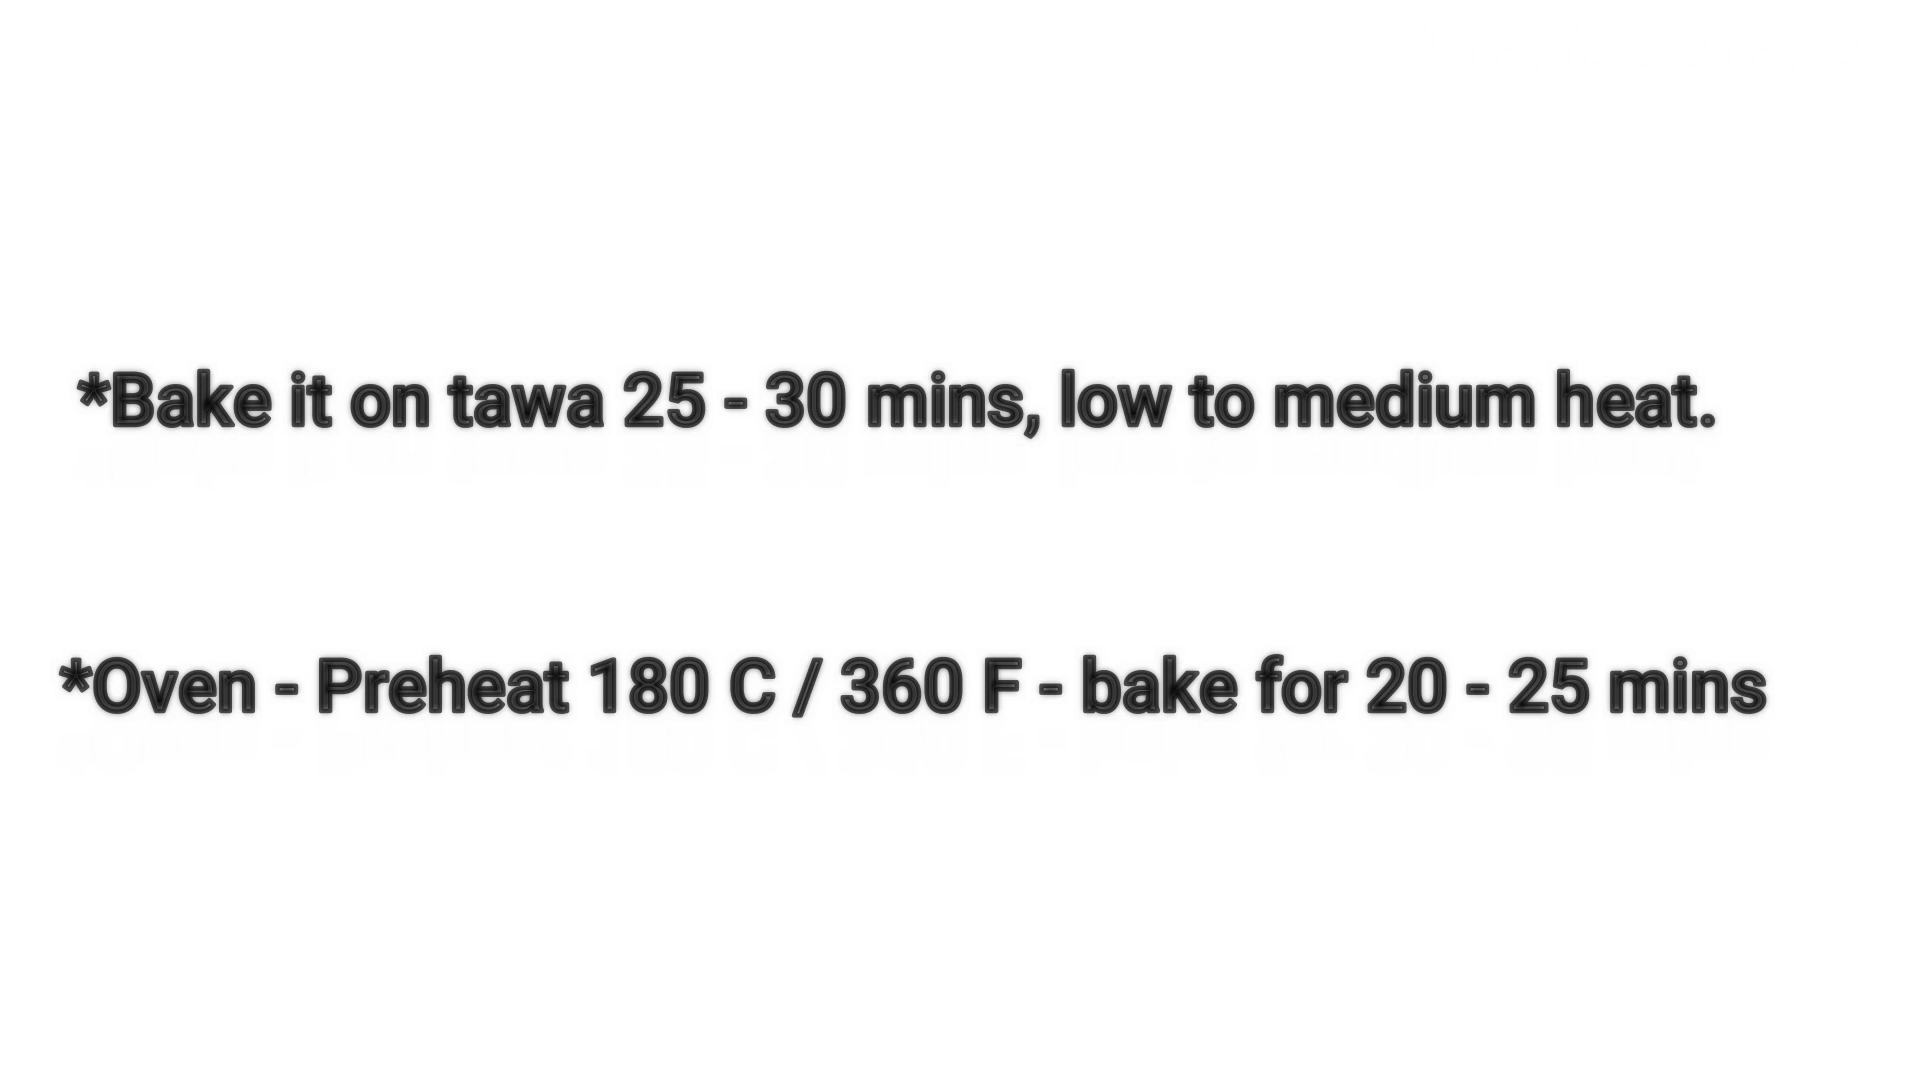 *Bake it on tawa 25 - 30 mins, low to medium heat.
*Oven - Preheat 180 C / 360 F - bake for 20 - 25 mins